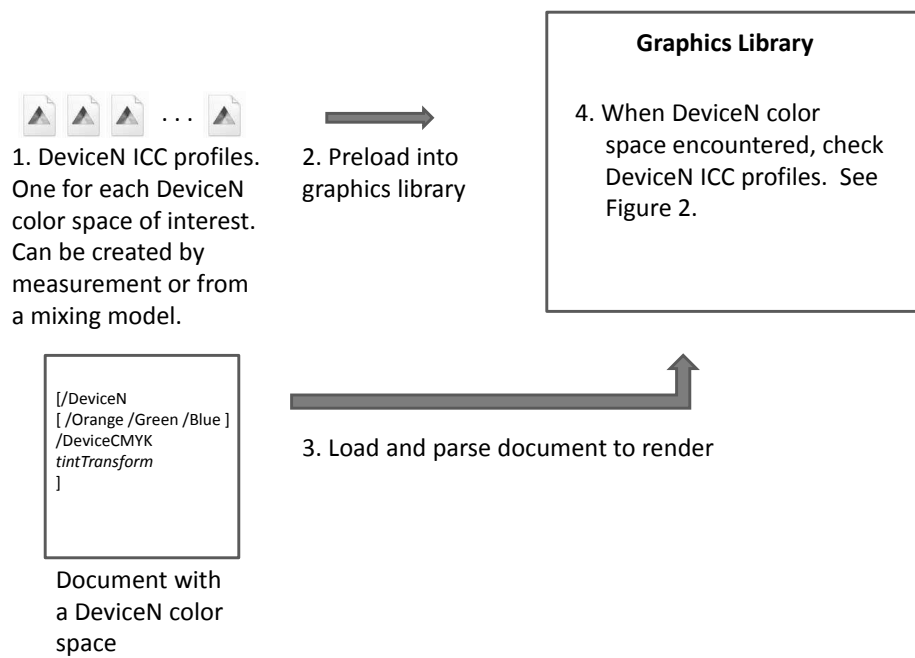 . . .
1. DeviceN ICC profiles.
One for each DeviceN
color space of interest.
Can be created by
measurement or from
a mixing model.
2. Preload into
graphics library
Graphics Library
4. When DeviceN color
space encountered, check
DeviceN ICC profiles. See
Figure 2.
[/DeviceN
[ /Orange /Green /Blue ]
/DeviceCMYK
tintTransform
]
3. Load and parse document to render
Document with
a DeviceN color
space